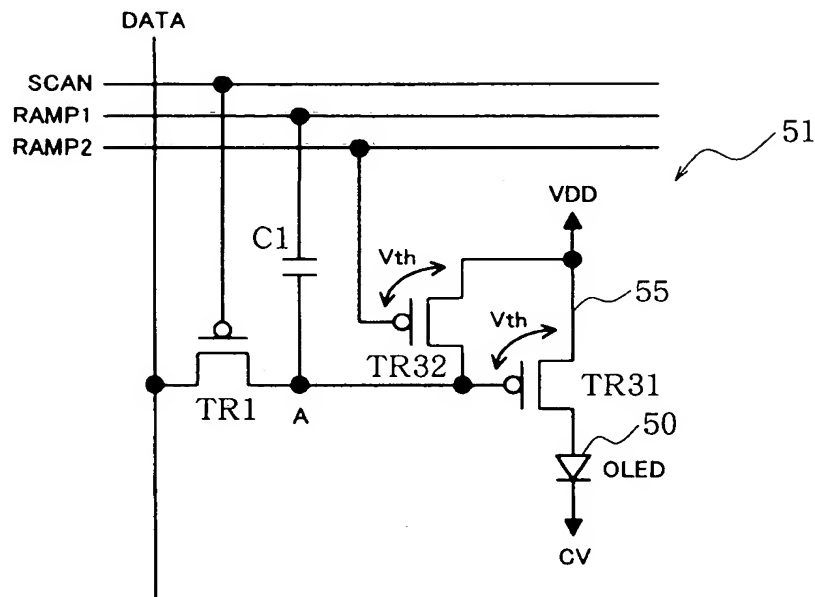 DATA
SCAN
RAMP1
RAMP2
51
VDD
C1
Vth
55
Vth
TR32
TR31
TR1
A
50
OLED
CV